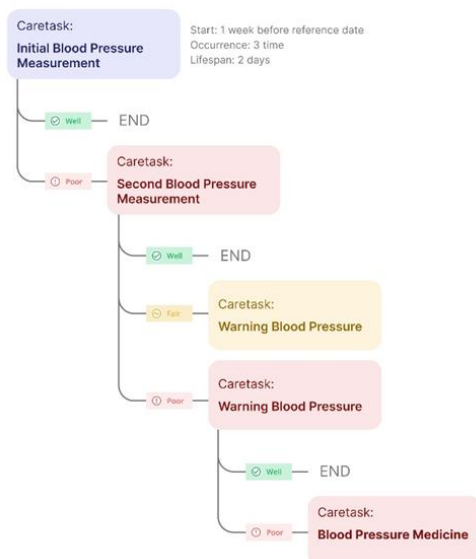 Caretask:
Initial Blood Pressure
Measurement
Start: 1 week before reference date
Occurrence: 3 time
Lifespan: 2 days
Well
END
Poor
Caretask:
Second Blood Pressure
Measurement
Well
END
Fair
Caretask:
Warning Blood Pressure
Poor
Caretask:
Warning Blood Pressure
Well
END
Poor
Caretask:
Blood Pressure Medicine